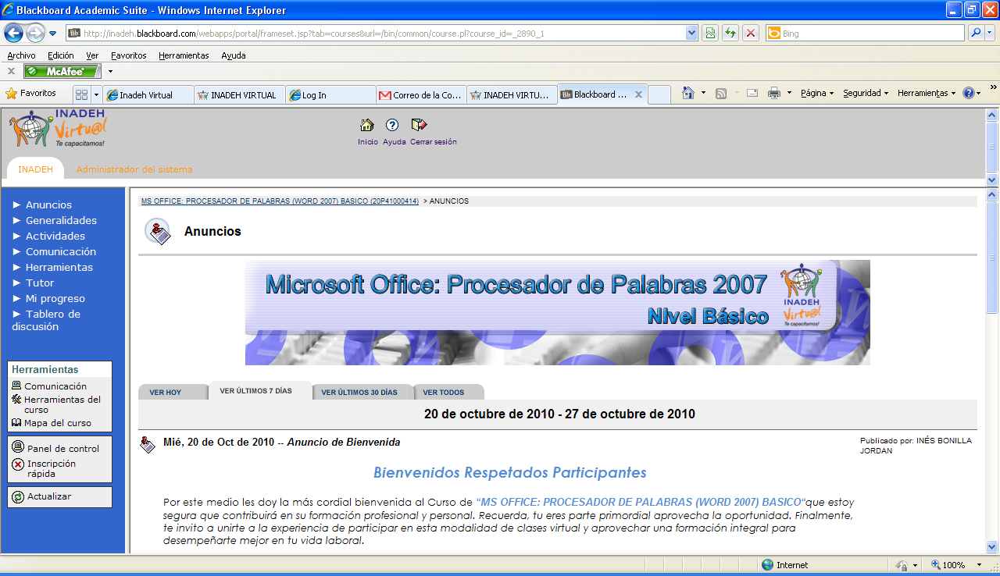 Blackboard Academic Suite - Windows Internet Explorer
http://inadeh.blackboard.com/webapps/portal/frameset.jsp?tab=courses&url=/bin/common/course.pl?course_id=_2890_1
Bing
Archivo Edición Ver Favoritos Herramientas Ayuda
x McAfee
Favoritos
Inadeh Virtual
INADEH VIRTUAL
Log In
Correo de la Co...
INADEH VIRTU...
Bb Blackboard ... X
Página Seguridad Herramientas
INADEH
Virtu@l
Te capacitamos!
Inicio Ayuda Cerrar sesión
INADEH Administrador del sistema
► Anuncios
► Generalidades
► Actividades
► Comunicación
► Herramientas
► Tutor
► Mi progreso
► Tablero de
discusión
Herramientas
Comunicación
Herramientas del
curso
Mapa del curso
Panel de control
Inscripción
rápida
Actualizar
MS OFFICE: PROCESADOR DE PALABRAS (WORD 2007) BASICO (20P41000414) > ANUNCIOS
Anuncios
Microsoft Office: Procesador de Palabras 2007
NIvel Básico
INADEH
Virtu@l
Te capacitamos!
VER HOY VER ÚLTIMOS 7 DÍAS VER ÚLTIMOS 30 DÍAS VER TODOS
20 de octubre de 2010 - 27 de octubre de 2010
Mié, 20 de Oct de 2010 -- Anuncio de Bienvenida
Publicado por: INÉS BONILLA
JORDAN
Bienvenidos Respetados Participantes
Por este medio les doy la más cordial bienvenida al Curso de “MS OFFICE: PROCESADOR DE PALABRAS (WORD 2007) BASICO“que estoy
segura que contribuirá en su formación profesional y personal. Recuerda, tu eres parte primordial aprovecha la oportunidad. Finalmente,
te invito a unirte a la experiencia de participar en esta modalidad de clases virtual y aprovechar una formación integral para
desempeñarte mejor en tu vida laboral.
Internet
100%